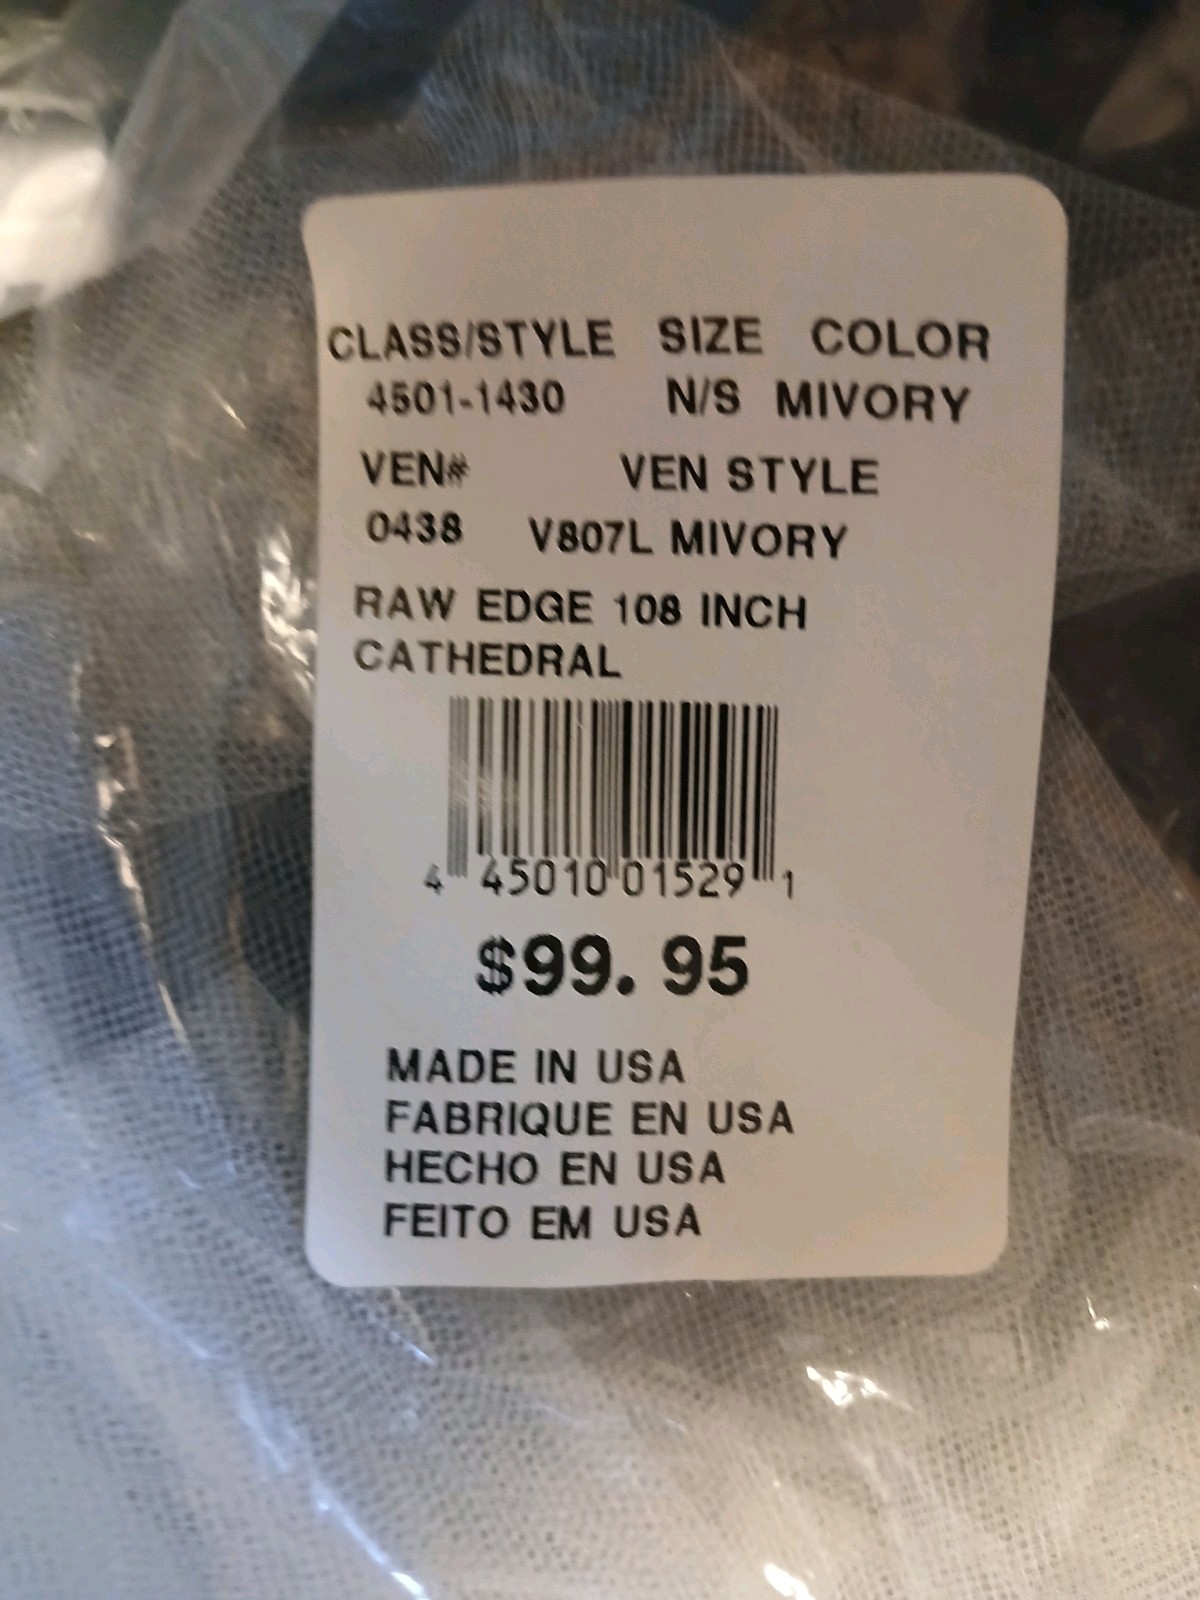 CLASS/STYLE SIZE COLOR
4501-1430 N/S MIVORY
VEN# VEN STYLE
0438 V807L MIVORY
RAW EDGE 108 INCH
CATHEDRAL
4 45010 01529 1
$99.95
MADE IN USA
FABRIQUE EN USA
HECHO EN USA
FEITO EM USA